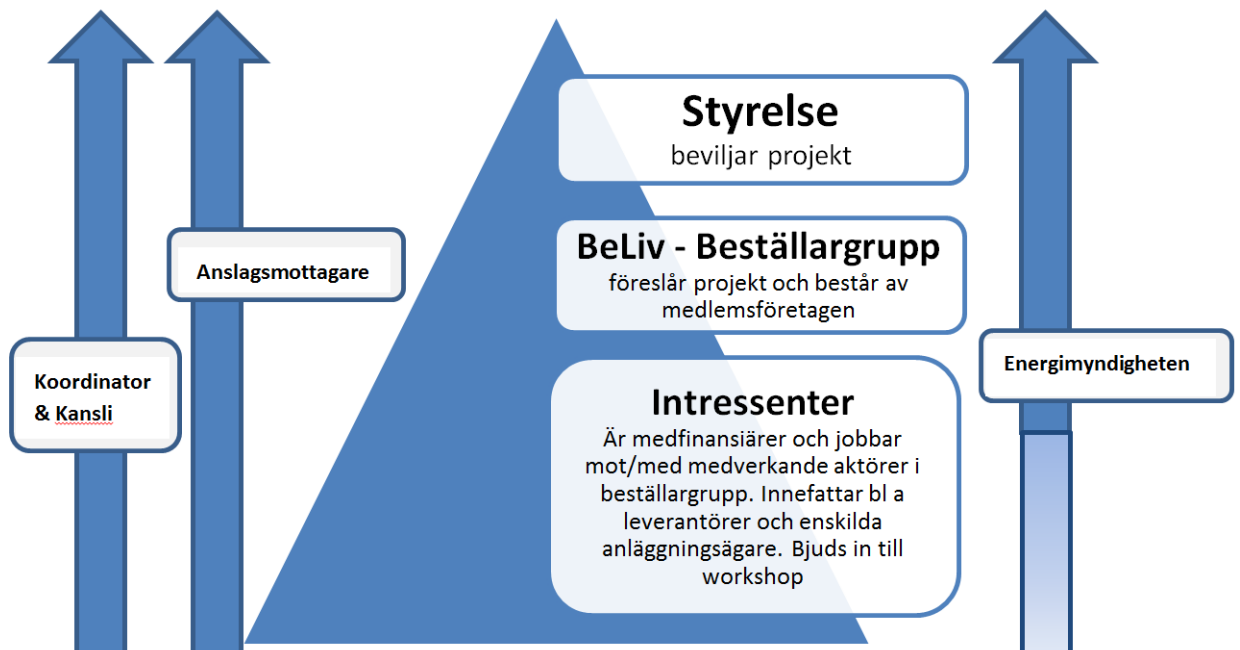 Styrelse
beviljar projekt
BeLiv - Beställargrupp
föreslår projekt och består av
medlemsföretagen
Intressenter
Är medfinansiärer och jobbar
mot/med medverkande aktörer i
beställargrupp. Innefattar bl a
leverantörer och enskilda
anläggningsägare. Bjuds in till
workshop
Anslagsmottagare
Koordinator
& Kansli
Energimyndigheten